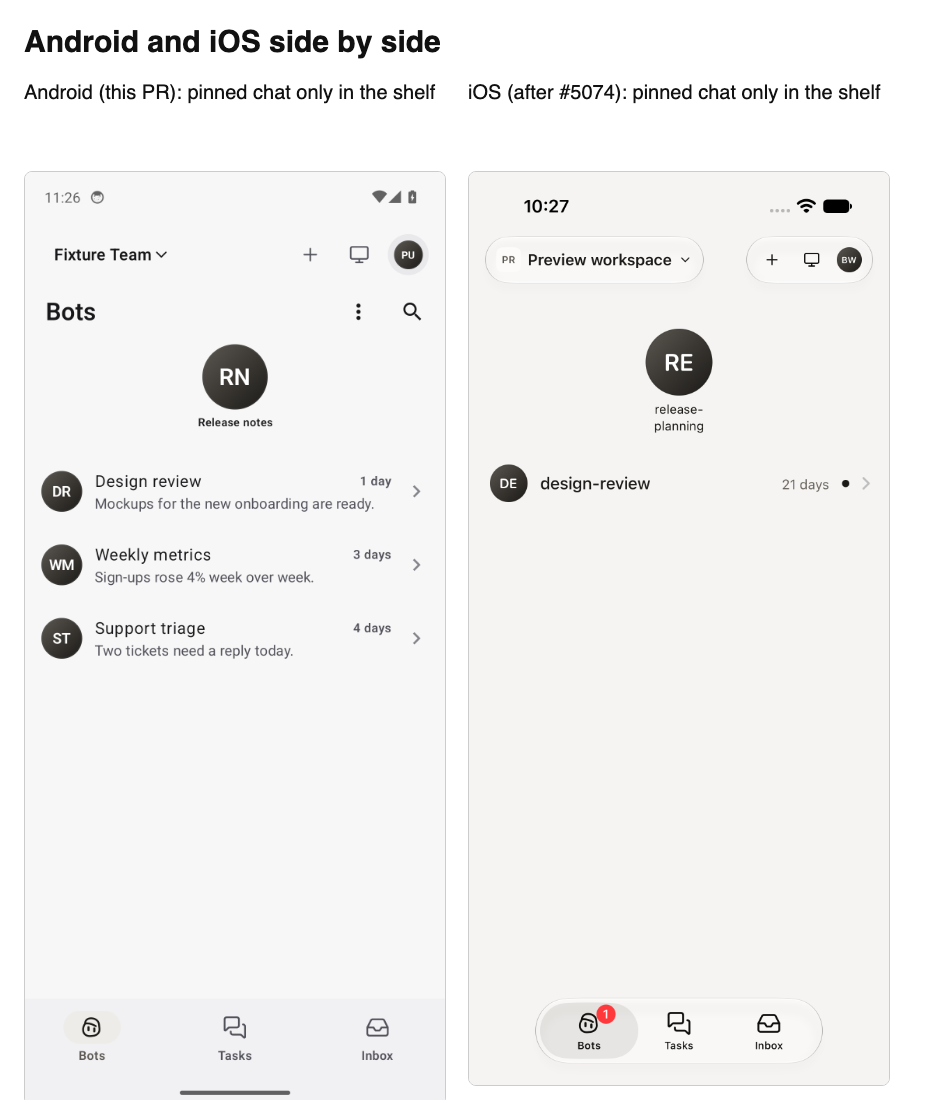 Android and iOS side by side
Android (this PR): pinned chat only in the shelf
iOS (after #5074): pinned chat only in the shelf
11:26
Fixture Team
PU
Bots
RN
Release notes
DR
Design review
1 day
Mockups for the new onboarding are ready.
WM
Weekly metrics
3 days
Sign-ups rose 4% week over week.
ST
Support triage
4 days
Two tickets need a reply today.
Bots
Tasks
Inbox
10:27
PR
Preview workspace
BW
RE
release-
planning
DE
design-review
21 days
1
Bots
Tasks
Inbox